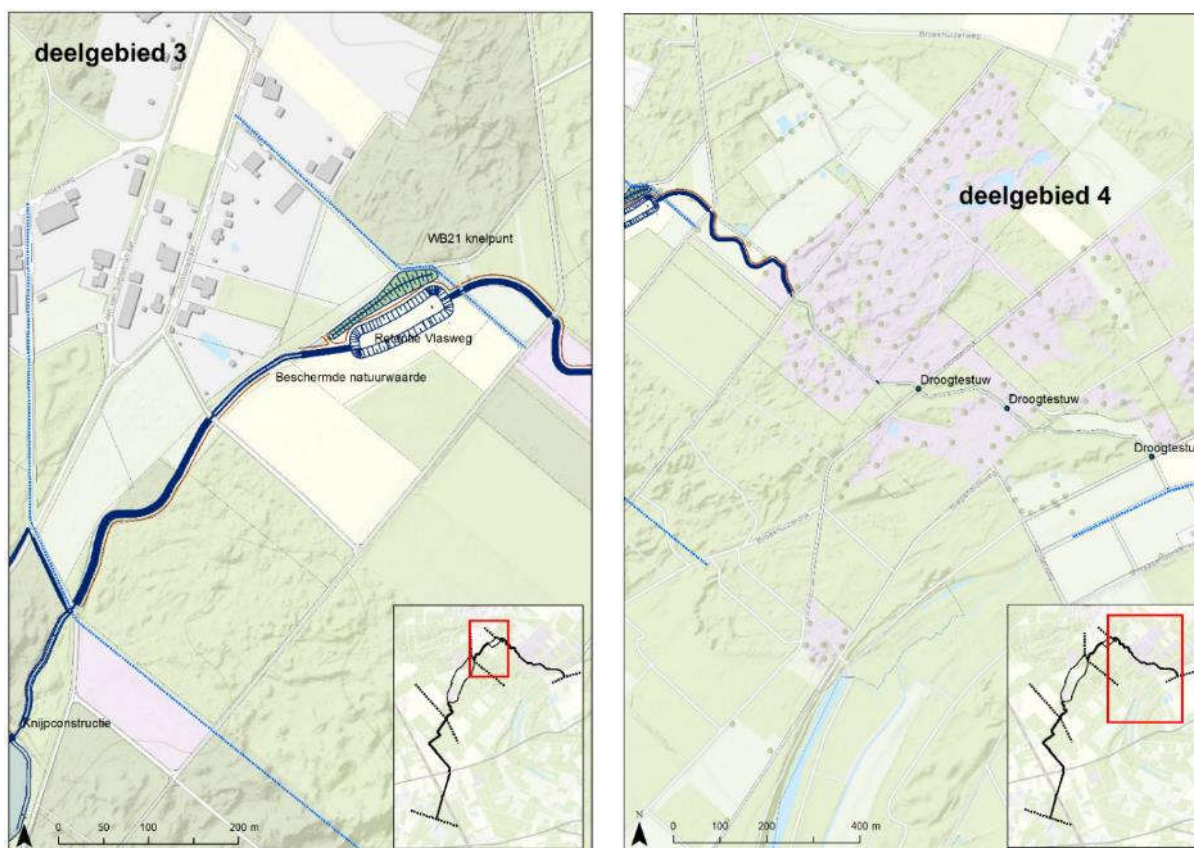 deelgebied 3
WB21 knelpunt
Retentie Vlasweg
Beschermde natuurwaarde
Knijpconstructie
0 50 100 200 m
Broekhuizerweg
deelgebied 4
Droogtestuw
Droogtestuw
Droogtestuw
N
0 100 200 400 m